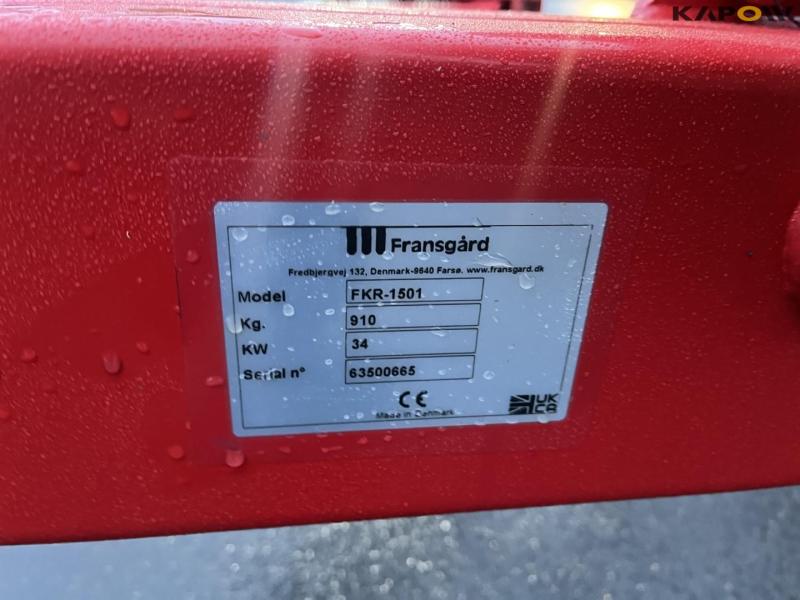 KAPOW
Fransgård
Fredbjergvej 132, Denmark-9640 Farsø. www.fransgard.dk
Model FKR-1501
Kg. 910
KW 34
Serial n° 63500665
CE
Made in Denmark
UK
CA